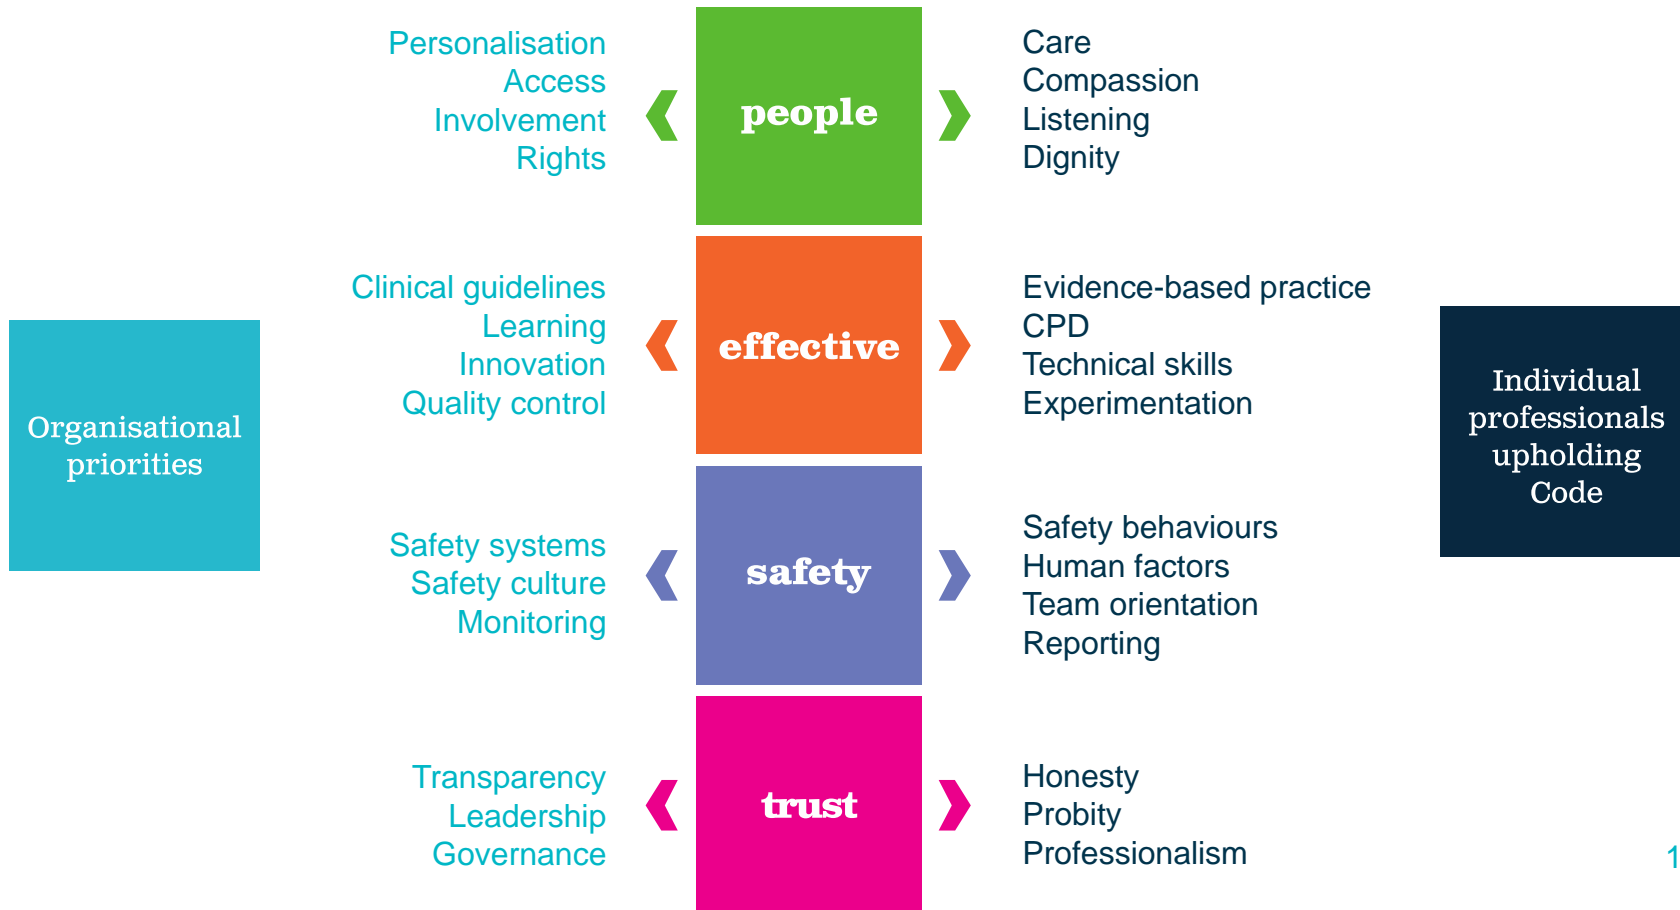 Personalisation
Access
Involvement
Rights
people
Care
Compassion
Listening
Dignity
Clinical guidelines
Learning
Innovation
Quality control
effective
Evidence-based practice
CPD
Technical skills
Experimentation
Organisational
priorities
Individual
professionals
upholding
Code
Safety systems
Safety culture
Monitoring
safety
Safety behaviours
Human factors
Team orientation
Reporting
Transparency
Leadership
Governance
trust
Honesty
Probity
Professionalism
1